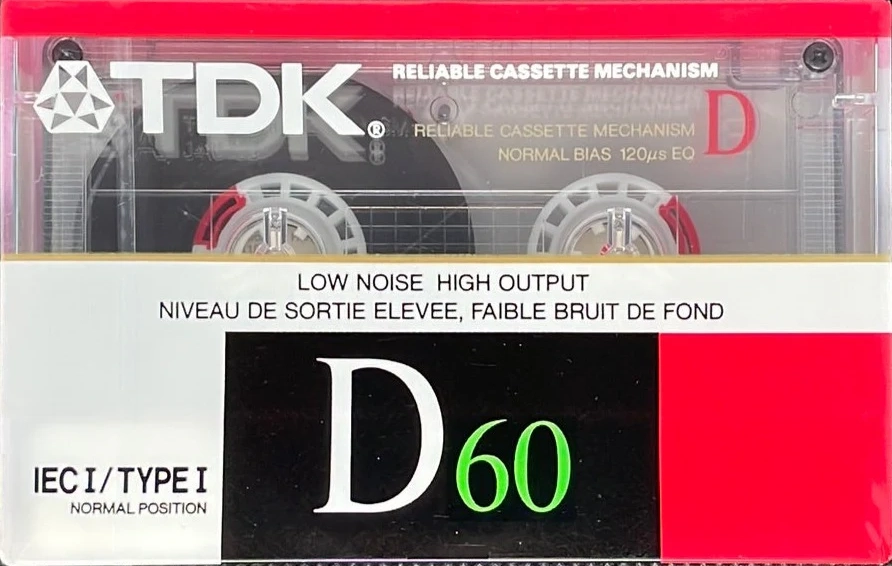 TDK®
RELIABLE CASSETTE MECHANISM
RELIABLE CASSETTE MECHANISM
NORMAL BIAS 120µs EQ
D
LOW NOISE HIGH OUTPUT
NIVEAU DE SORTIE ELEVEE, FAIBLE BRUIT DE FOND
D60
IEC I/TYPE I
NORMAL POSITION